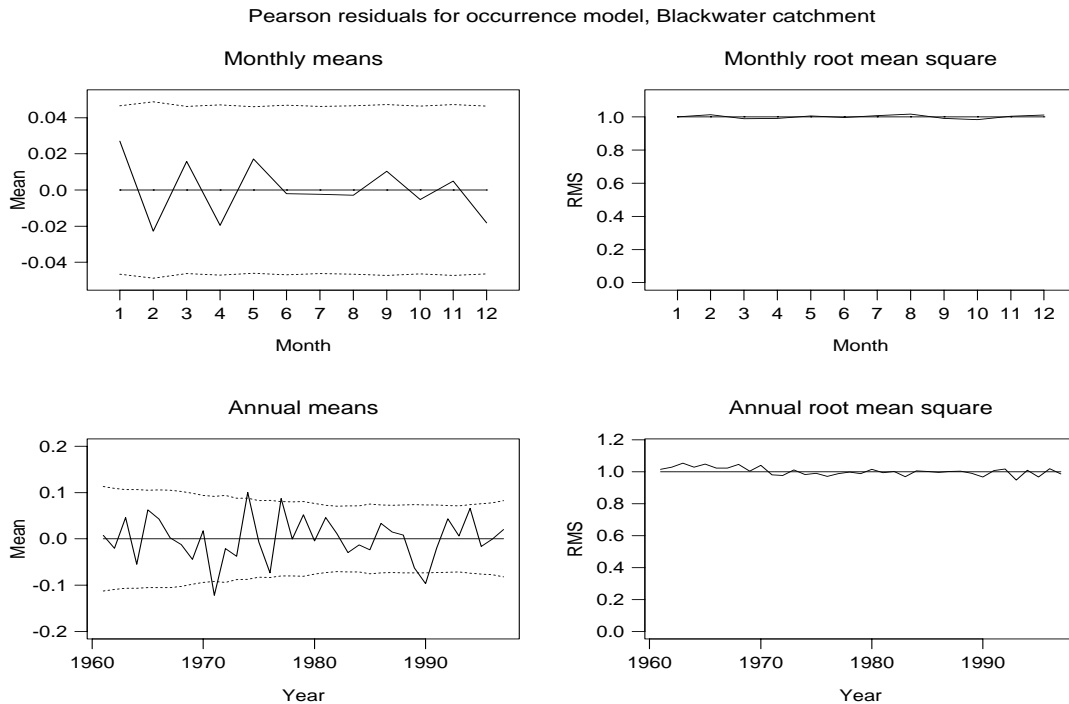 Pearson residuals for occurrence model, Blackwater catchment
Monthly means
Mean
0.04
0.02
0.0
-0.02
-0.04
1 2 3 4 5 6 7 8 9 10 11 12
Month
Monthly root mean square
RMS
1.0
0.8
0.6
0.4
0.2
0.0
1 2 3 4 5 6 7 8 9 10 11 12
Month
Annual means
Mean
0.2
0.1
0.0
-0.1
-0.2
1960 1970 1980 1990
Year
Annual root mean square
RMS
1.2
1.0
0.8
0.6
0.4
0.2
0.0
1960 1970 1980 1990
Year